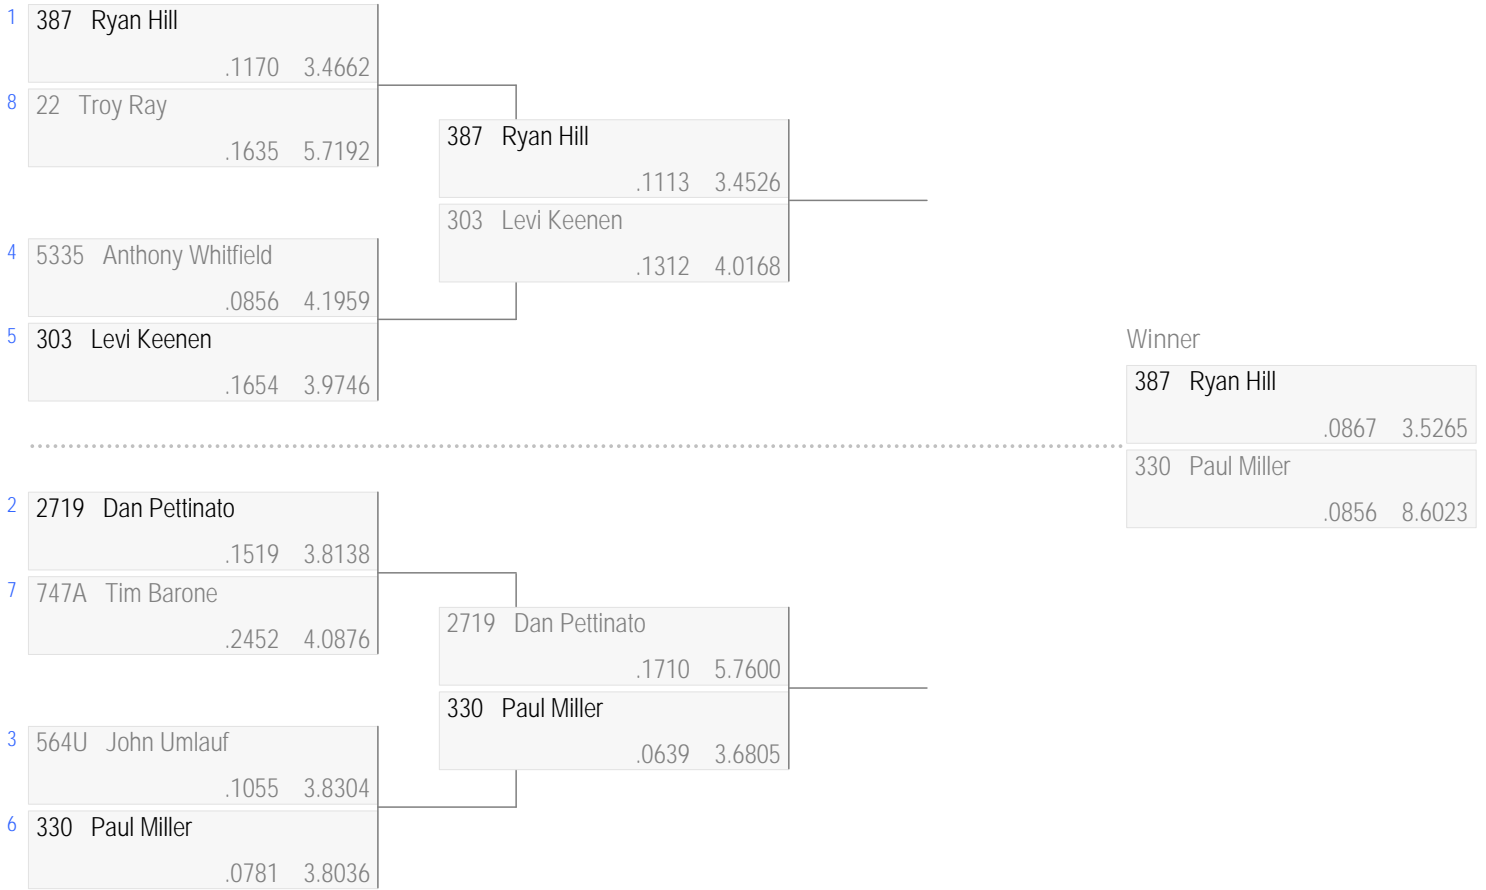 1 387 Ryan Hill
.1170 3.4662
8 22 Troy Ray
.1635 5.7192
4 5335 Anthony Whitfield
.0856 4.1959
5 303 Levi Keenen
.1654 3.9746
2 2719 Dan Pettinato
.1519 3.8138
7 747A Tim Barone
.2452 4.0876
3 564U John Umlauf
.1055 3.8304
6 330 Paul Miller
.0781 3.8036
387 Ryan Hill
.1113 3.4526
303 Levi Keenen
.1312 4.0168
2719 Dan Pettinato
.1710 5.7600
330 Paul Miller
.0639 3.6805
Winner
387 Ryan Hill
.0867 3.5265
330 Paul Miller
.0856 8.6023